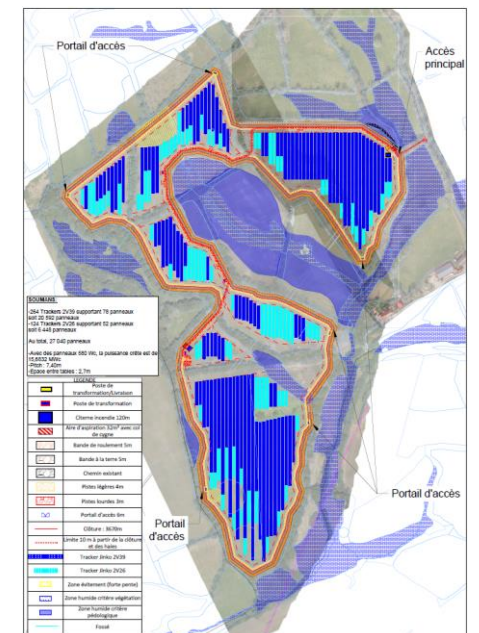 Portail d'accès
Accès
principal
SOUMANS
-264 Trackers 2V39 supportant 78 panneaux
soit 20 592 panneaux
-124 Trackers 2V26 supportant 52 panneaux
soit 6 448 panneaux
Au total, 27 040 panneaux
-Avec des panneaux 580 Wc, la puissance crête est de
15,6832 MWc
-Pitch : 7,40m
-Espace entre tables : 2,7m
LEGENDE
Poste de
transformation/Livraison
Poste de transformation
Citerne incendie 120m
Aire d'aspiration 32m² avec col
de cygne
Bande de roulement 5m
Bande à la terre 5m
Chemin existant
Pistes légères 4m
Pistes lourdes 3m
Portail d'accès 6m
Clôture : 3670m
Limite 10 m à partir de la clôture
et des haies
Tracker Jinko 2V39
Tracker Jinko 2V26
Zone évitement (forte pente)
Zone humide critère végétation
Zone humide critère
pédologique
Fossé
Portail
d'accès
Portail d'accès